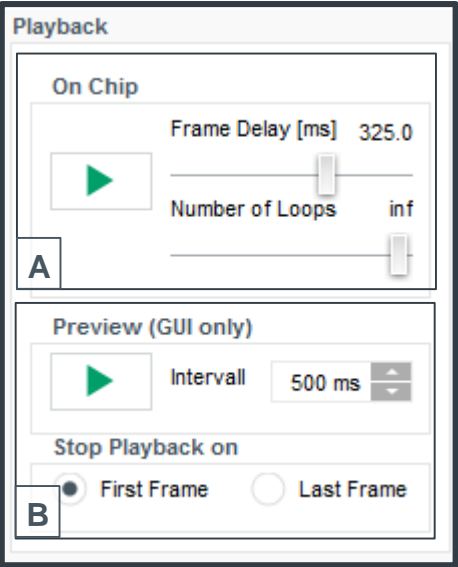 Playback
On Chip
Frame Delay [ms] 325.0
Number of Loops inf
A
Preview (GUI only)
Intervall 500 ms
Stop Playback on
First Frame Last Frame
B